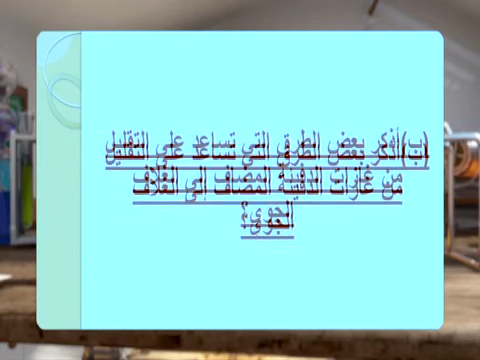 (ب)أذكر بعض الطرق التي تساعد على التقليل
من غازات الدفيئة المضاف إلى الغلاف
الجوي؟